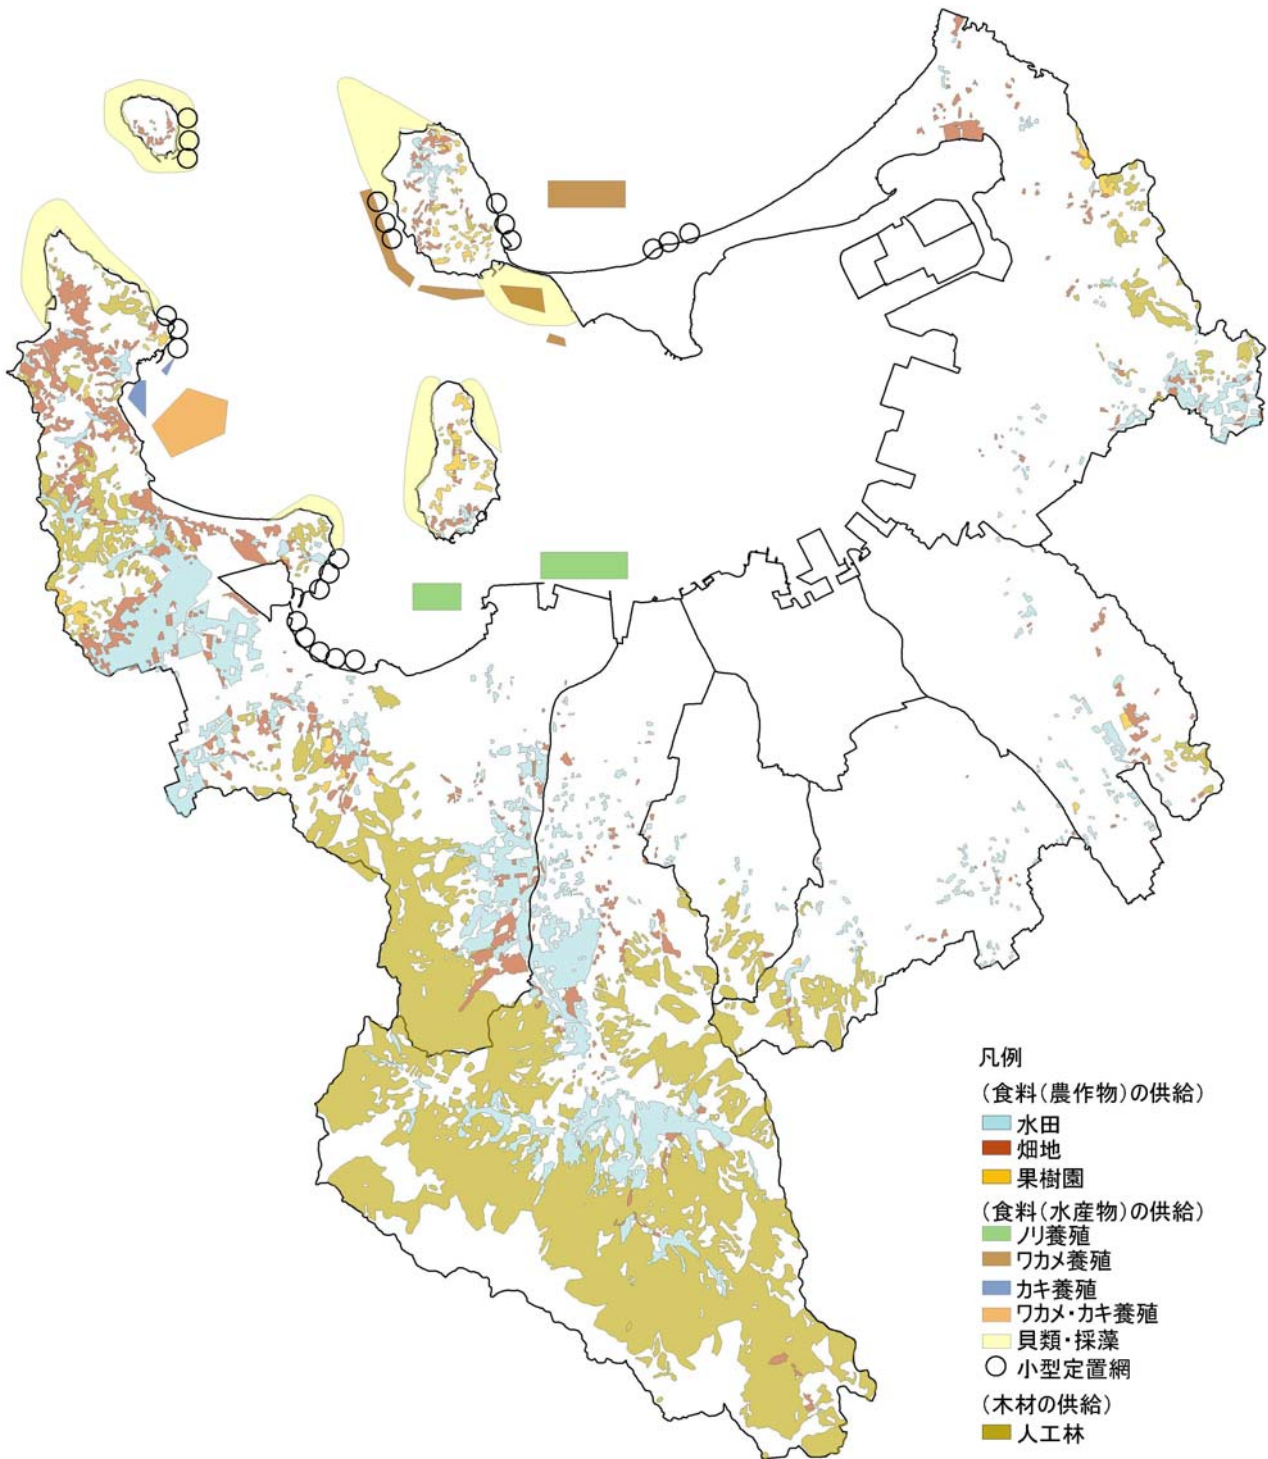 凡例
(食料(農作物)の供給)
水田
畑地
果樹園
(食料(水産物)の供給)
ノリ養殖
ワカメ養殖
カキ養殖
ワカメ・カキ養殖
貝類・採藻
小型定置網
(木材の供給)
人工林